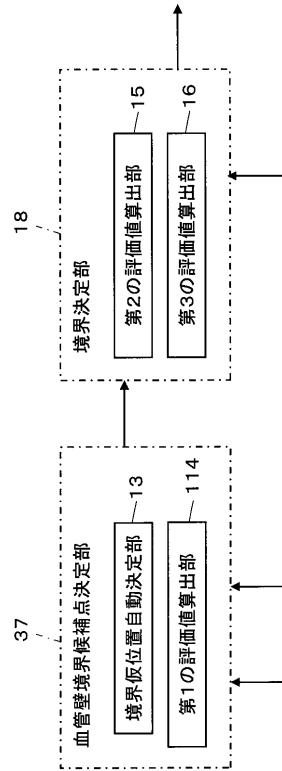 37
血管壁境界候補点決定部
境界仮位置自動決定部
13
第1の評価値算出部
114
18
境界決定部
第2の評価値算出部
15
第3の評価値算出部
16